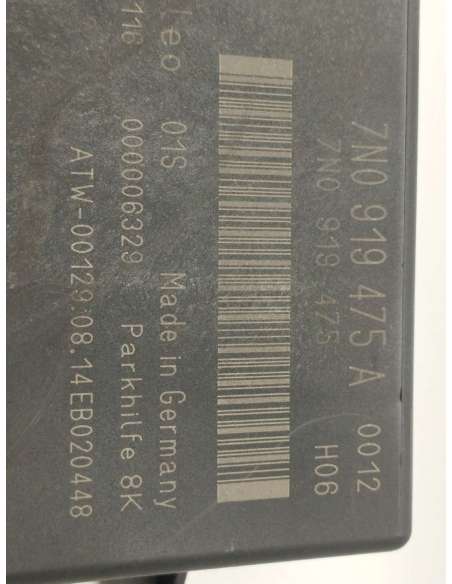 7N0 919 475 A 0012
7N0 919 475 H06
leo 01S Made in Germany
116 000006329 Parkhilfe 8K
ATW-00129:08.14EB020448